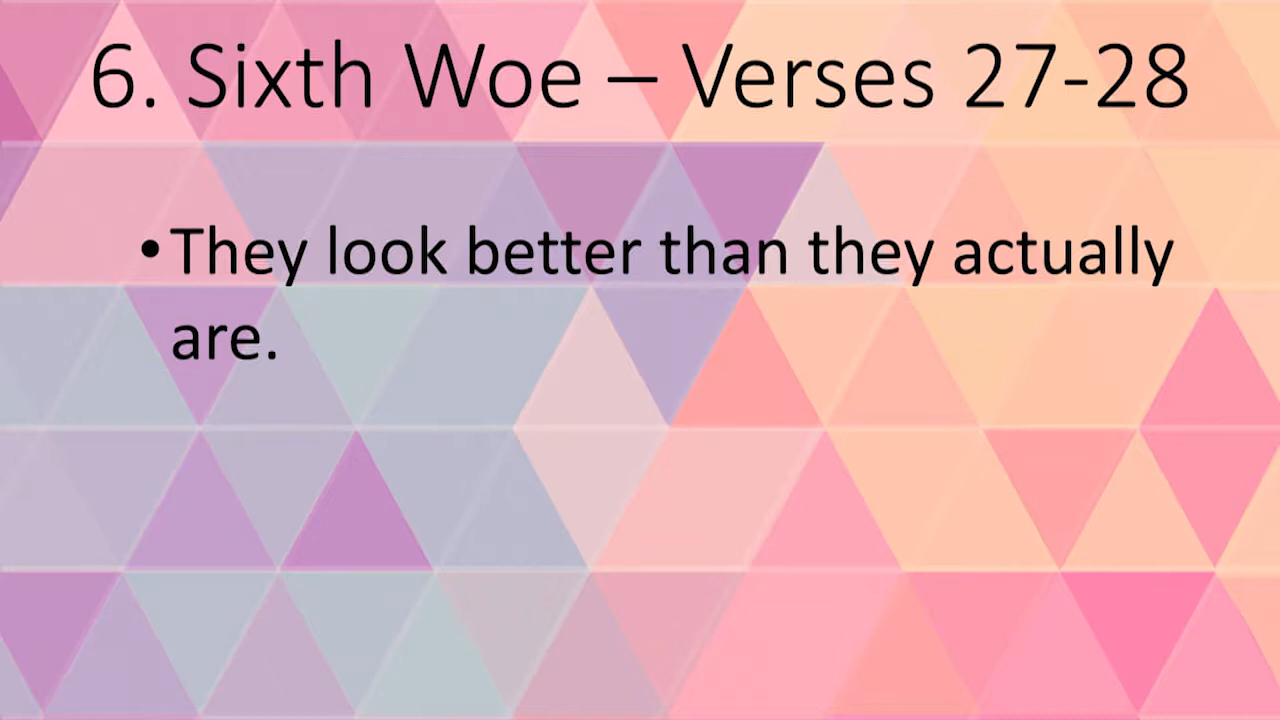 6. Sixth Woe – Verses 27-28
•They look better than they actually
are.